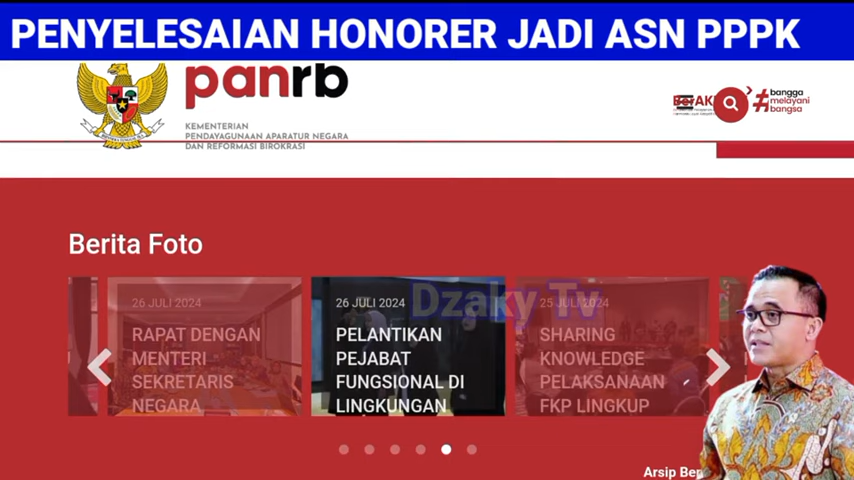 PENYELESAIAN HONORER JADI ASN PPPK
panrb
KEMENTERIAN
PENDAYAGUNAAN APARATUR NEGARA
DAN REFORMASI BIROKRASI
BerAK
#bangga
melayani
bangsa
Berita Foto
26 JULI 2024
RAPAT DENGAN
MENTERI
SEKRETARIS
NEGARA
26 JULI 2024
PELANTIKAN
PEJABAT
FUNGSIONAL DI
LINGKUNGAN
25 JULI 2024
SHARING
KNOWLEDGE
PELAKSANAAN
FKP LINGKUP
Dzaky Tv
Arsip Ber